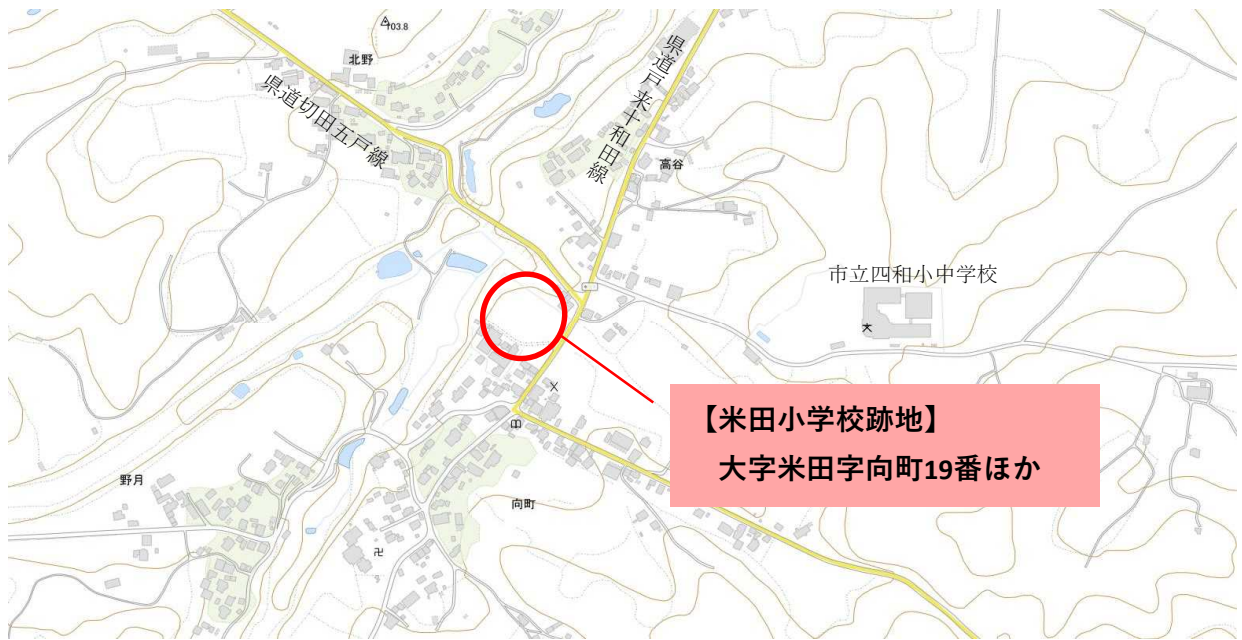 103.8
北野
県道切田五戸線
県道戸来十和田線
高谷
市立四和小中学校
【米田小学校跡地】
大字米田字向町19番ほか
野月
向町